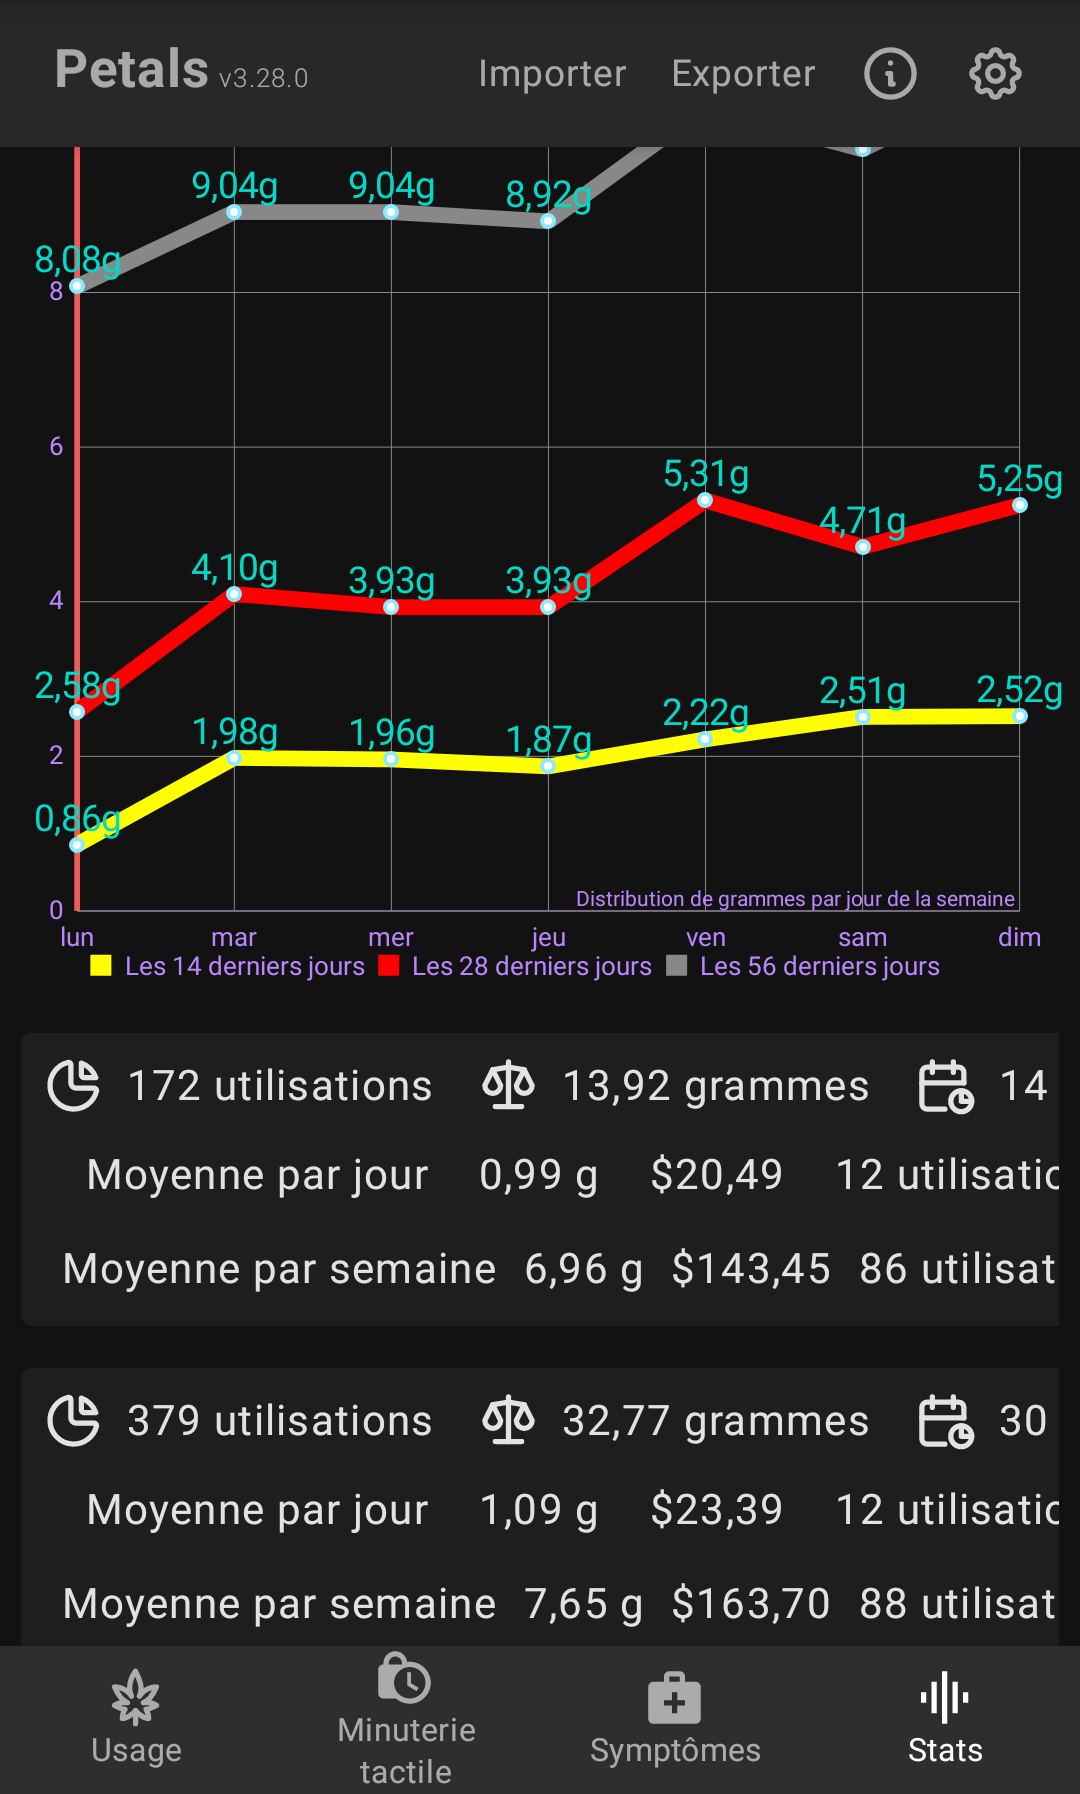 Petals v3.28.0 Importer Exporter
9,04g 9,04g 8,92g
8,08g
8
6
5,31g 4,71g 5,25g
4,10g 3,93g 3,93g
4
2,58g
1,98g 1,96g 1,87g 2,22g 2,51g 2,52g
2
0,86g
Distribution de grammes par jour de la semaine
0
lun mar mer jeu ven sam dim
Les 14 derniers jours Les 28 derniers jours Les 56 derniers jours
172 utilisations 13,92 grammes 14
Moyenne par jour 0,99 g $20,49 12 utilisatio
Moyenne par semaine 6,96 g $143,45 86 utilisat
379 utilisations 32,77 grammes 30
Moyenne par jour 1,09 g $23,39 12 utilisatio
Moyenne par semaine 7,65 g $163,70 88 utilisat
Usage
Minuterie
tactile
Symptômes
Stats